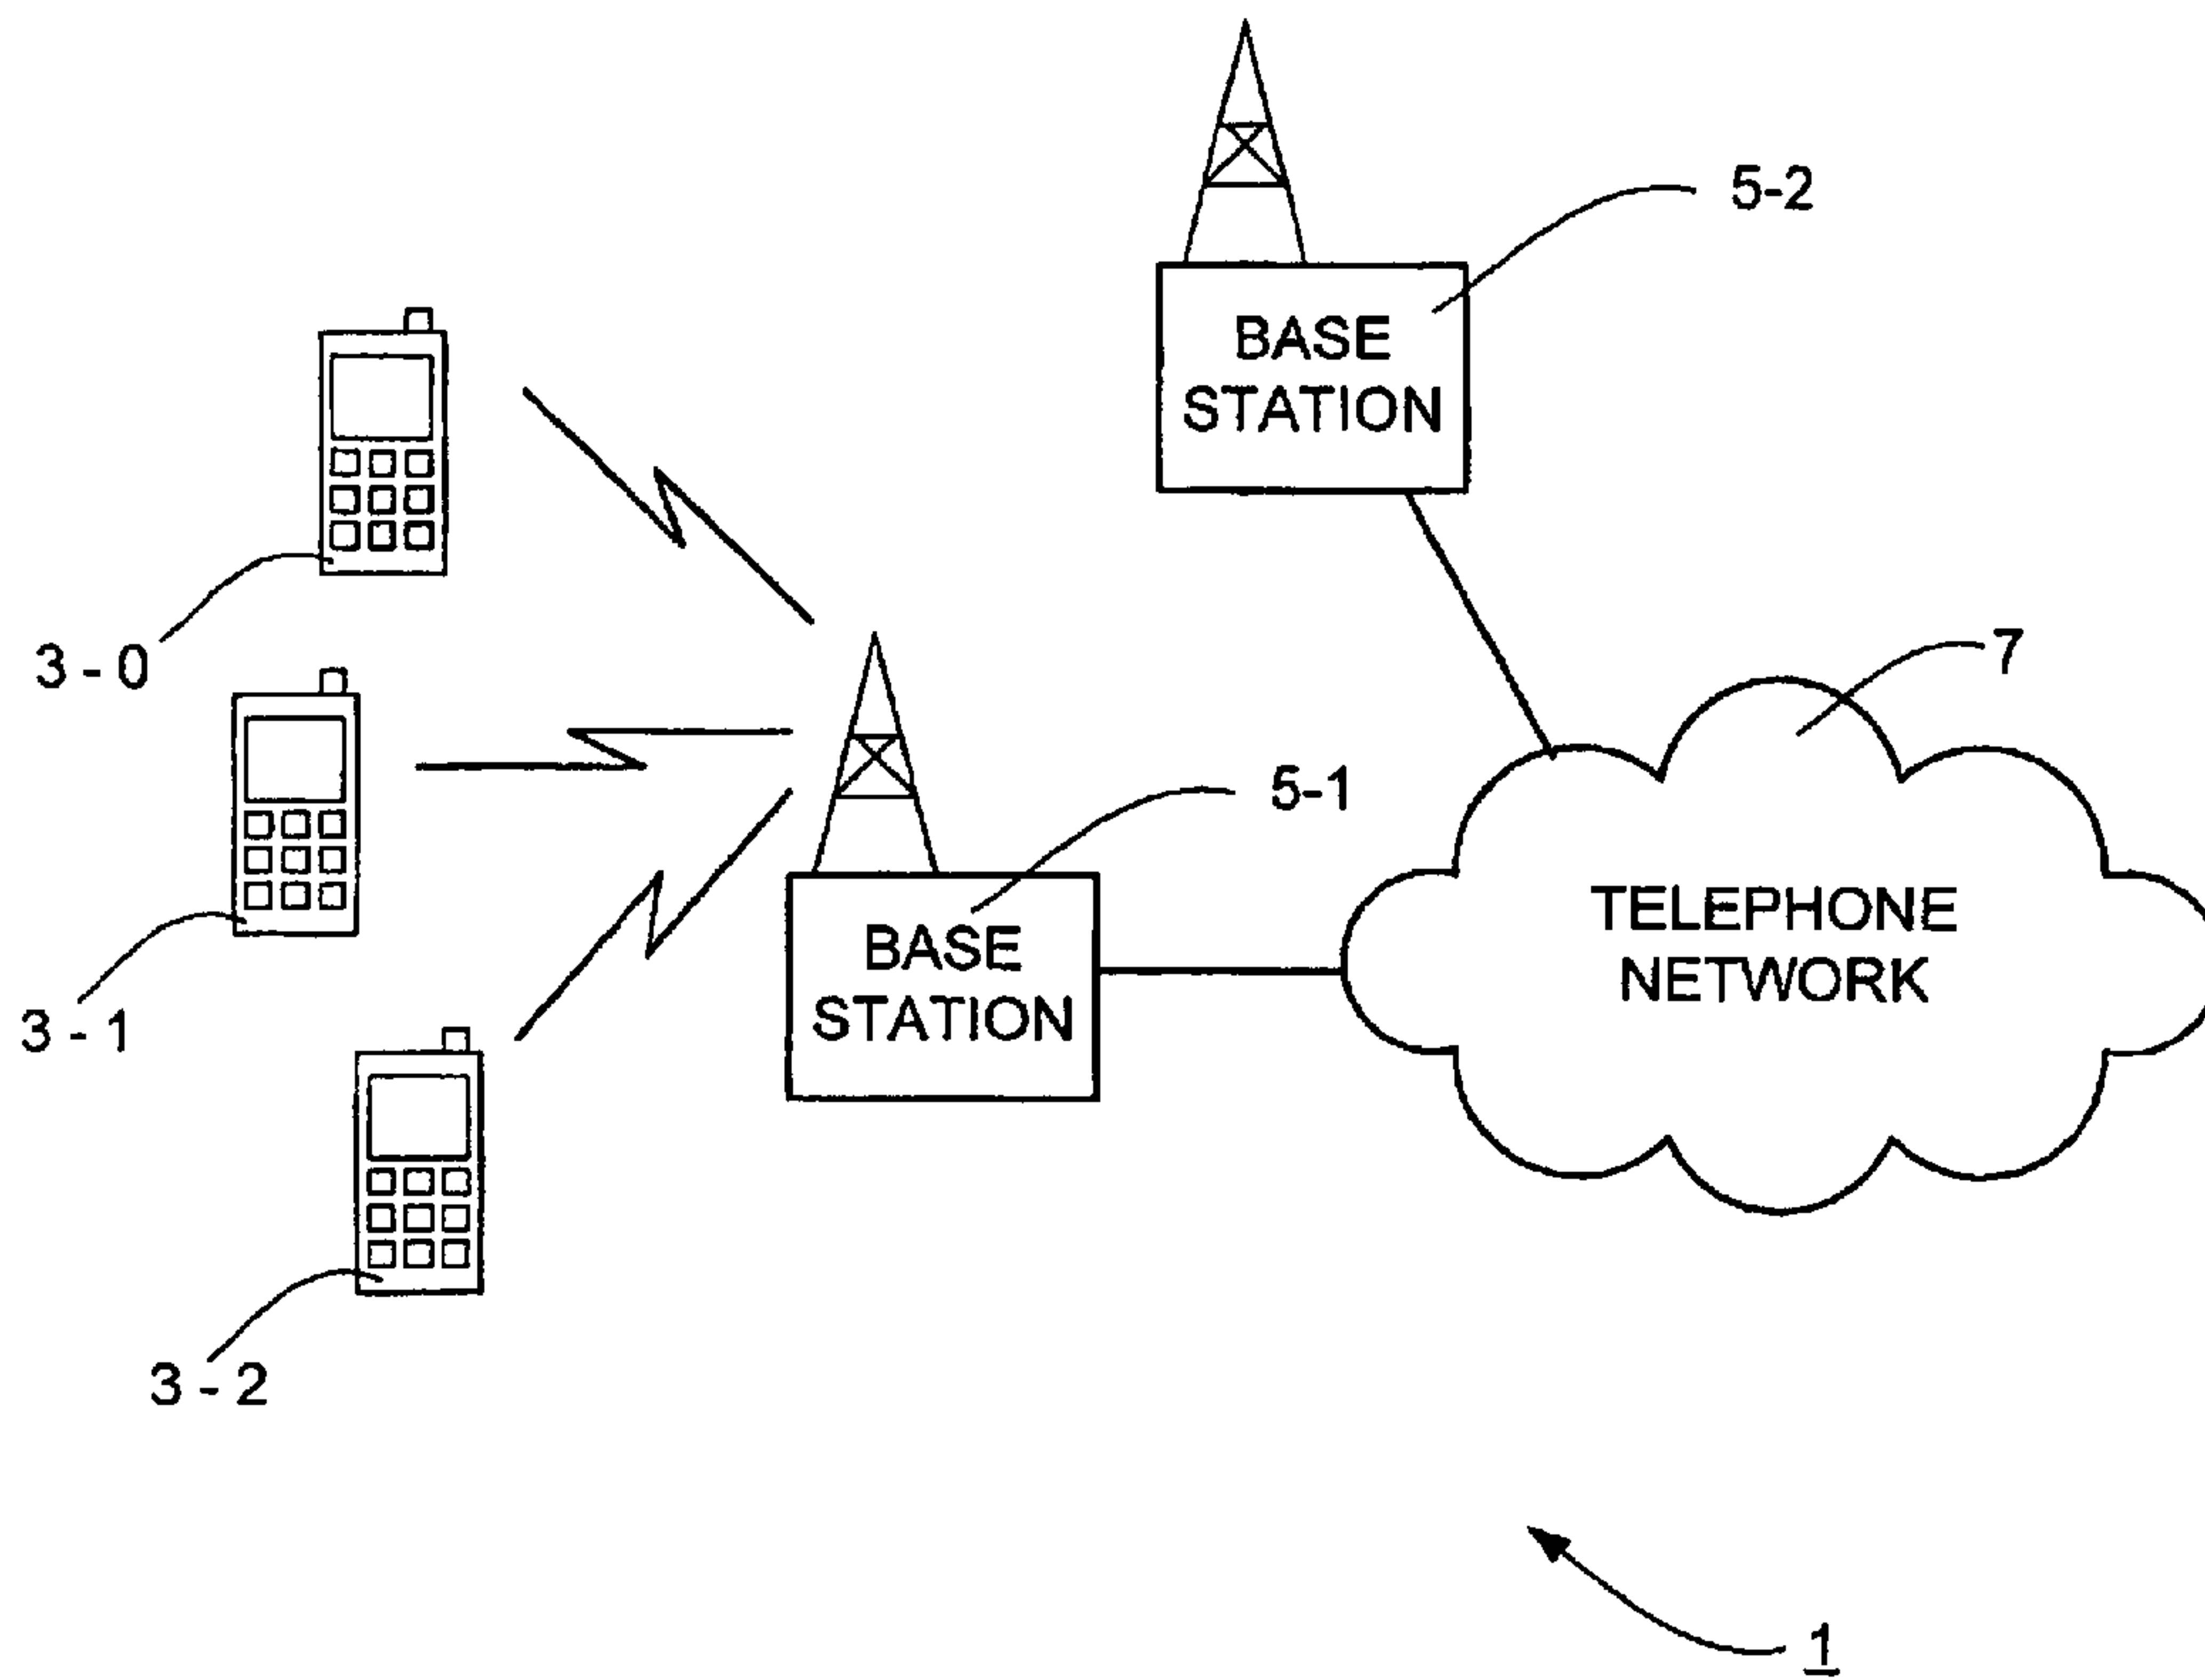 5-2
BASE
STATION
3 - 0
7
3 - 1
5-1
BASE
STATION
TELEPHONE
NETWORK
3 - 2
1